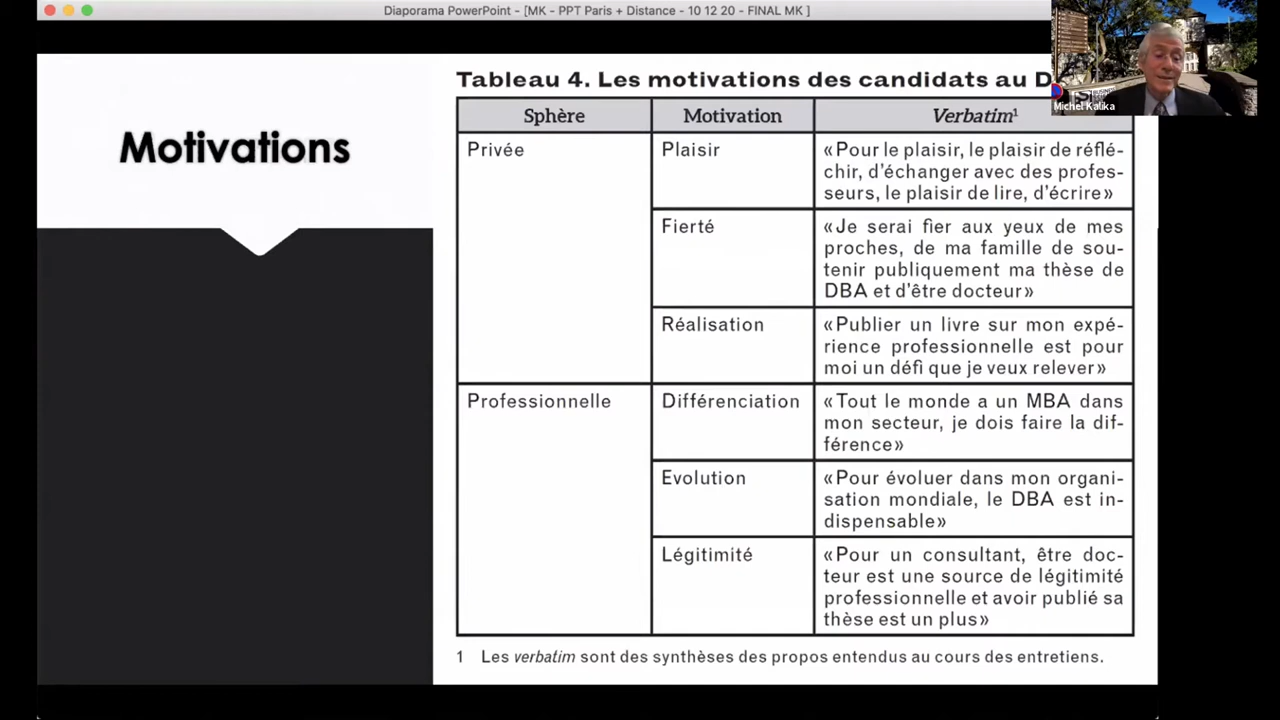 Diaporama PowerPoint - [MK - PPT Paris + Distance - 10 12 20 - FINAL MK ]
Michel Kalika
Motivations
Tableau 4. Les motivations des candidats au D
Sphère Motivation Verbatim¹
Privée Plaisir «Pour le plaisir, le plaisir de réflé-
chir, d’échanger avec des profes-
seurs, le plaisir de lire, d’écrire»
Fierté «Je serai fier aux yeux de mes
proches, de ma famille de sou-
tenir publiquement ma thèse de
DBA et d’être docteur»
Réalisation «Publier un livre sur mon expé-
rience professionnelle est pour
moi un défi que je veux relever»
Professionnelle Différenciation «Tout le monde a un MBA dans
mon secteur, je dois faire la dif-
férence»
Evolution «Pour évoluer dans mon organi-
sation mondiale, le DBA est in-
dispensable»
Légitimité «Pour un consultant, être doc-
teur est une source de légitimité
professionnelle et avoir publié sa
thèse est un plus»
1 Les verbatim sont des synthèses des propos entendus au cours des entretiens.